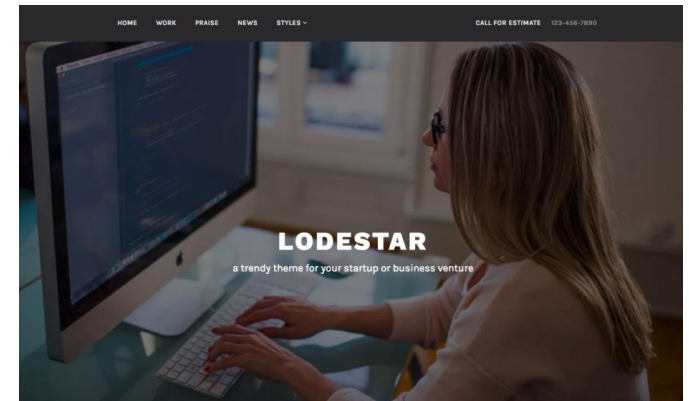 HOME WORK PRAISE NEWS STYLES CALL FOR ESTIMATE 123-456-7890
LODESTAR
a trendy theme for your startup or business venture